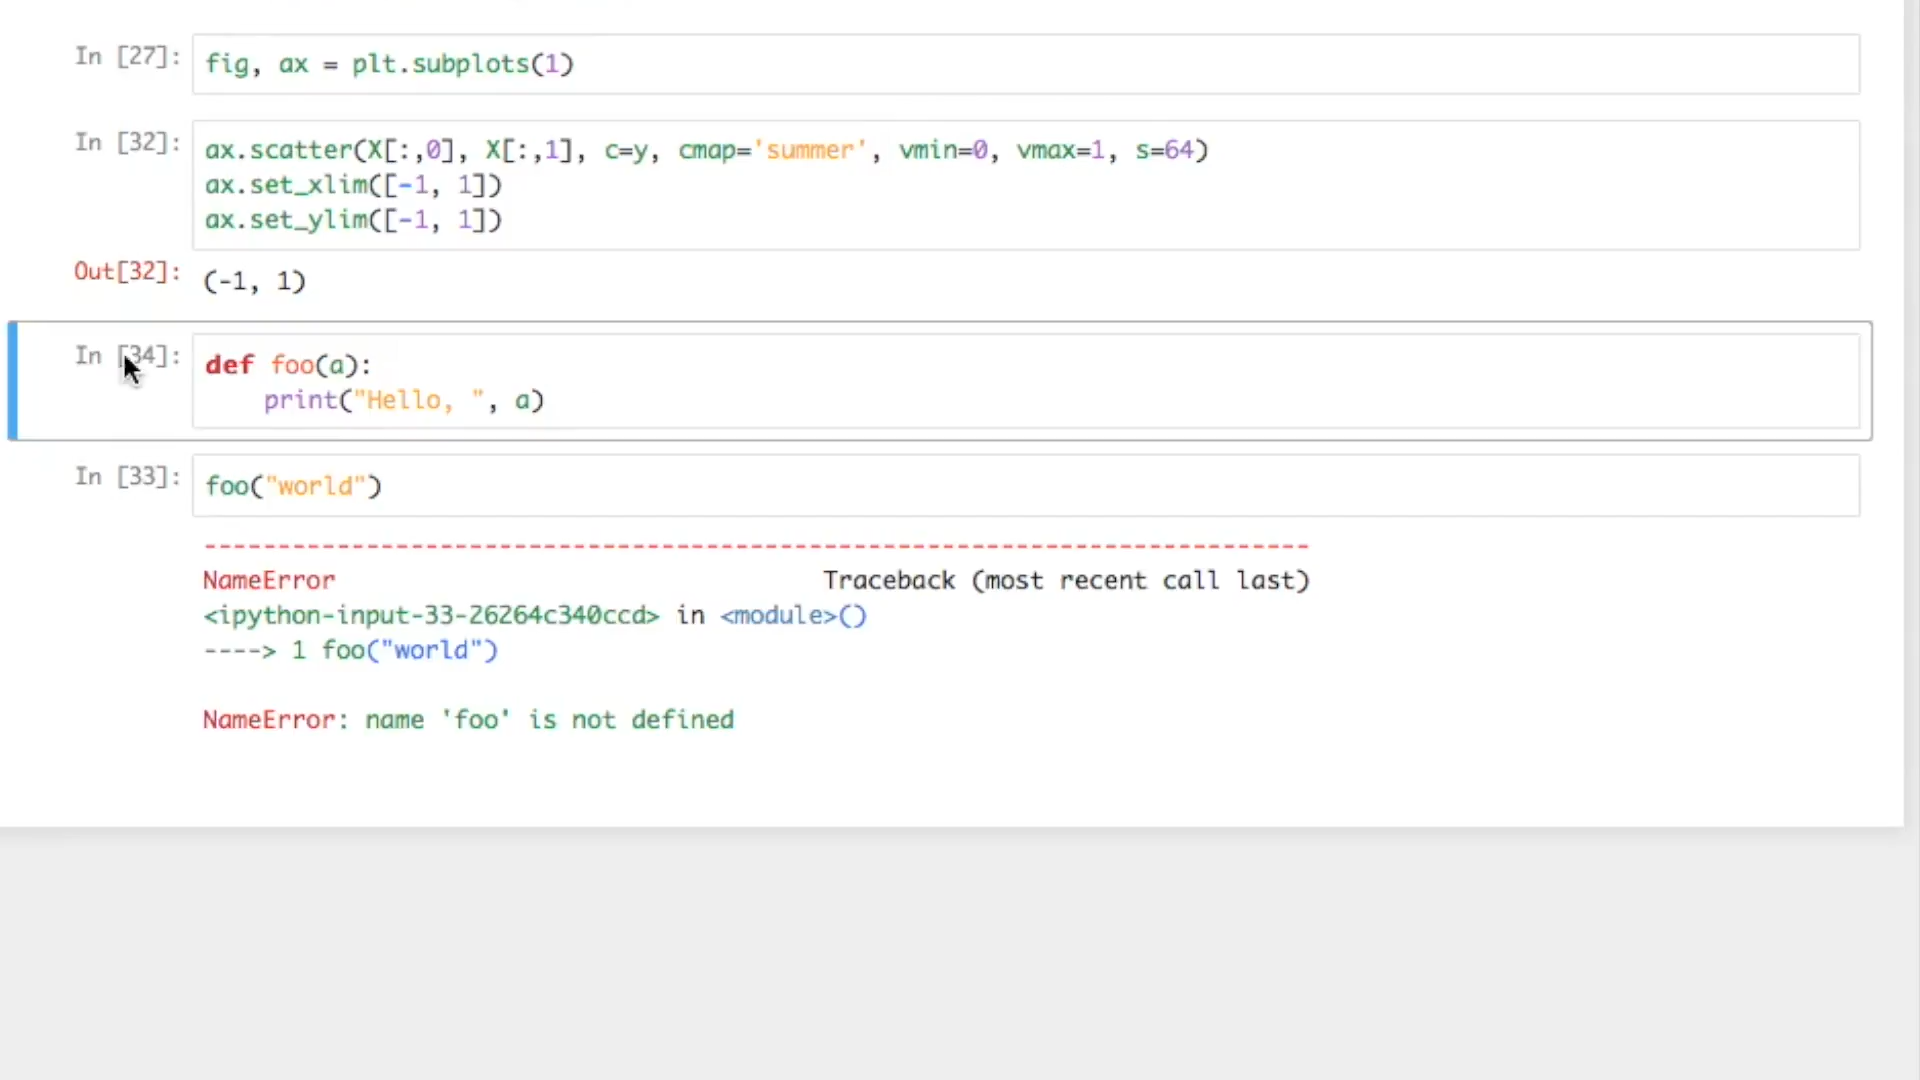 In [27]: fig, ax = plt.subplots(1)
In [32]: ax.scatter(X[:,0], X[:,1], c=y, cmap='summer', vmin=0, vmax=1, s=64)
ax.set_xlim([-1, 1])
ax.set_ylim([-1, 1])
Out[32]: (-1, 1)
In [34]: def foo(a):
    print("Hello, ", a)
In [33]: foo("world")
---------------------------------------------------------------------------
NameError                                 Traceback (most recent call last)
<ipython-input-33-26264c340ccd> in <module>()
----> 1 foo("world")
NameError: name 'foo' is not defined